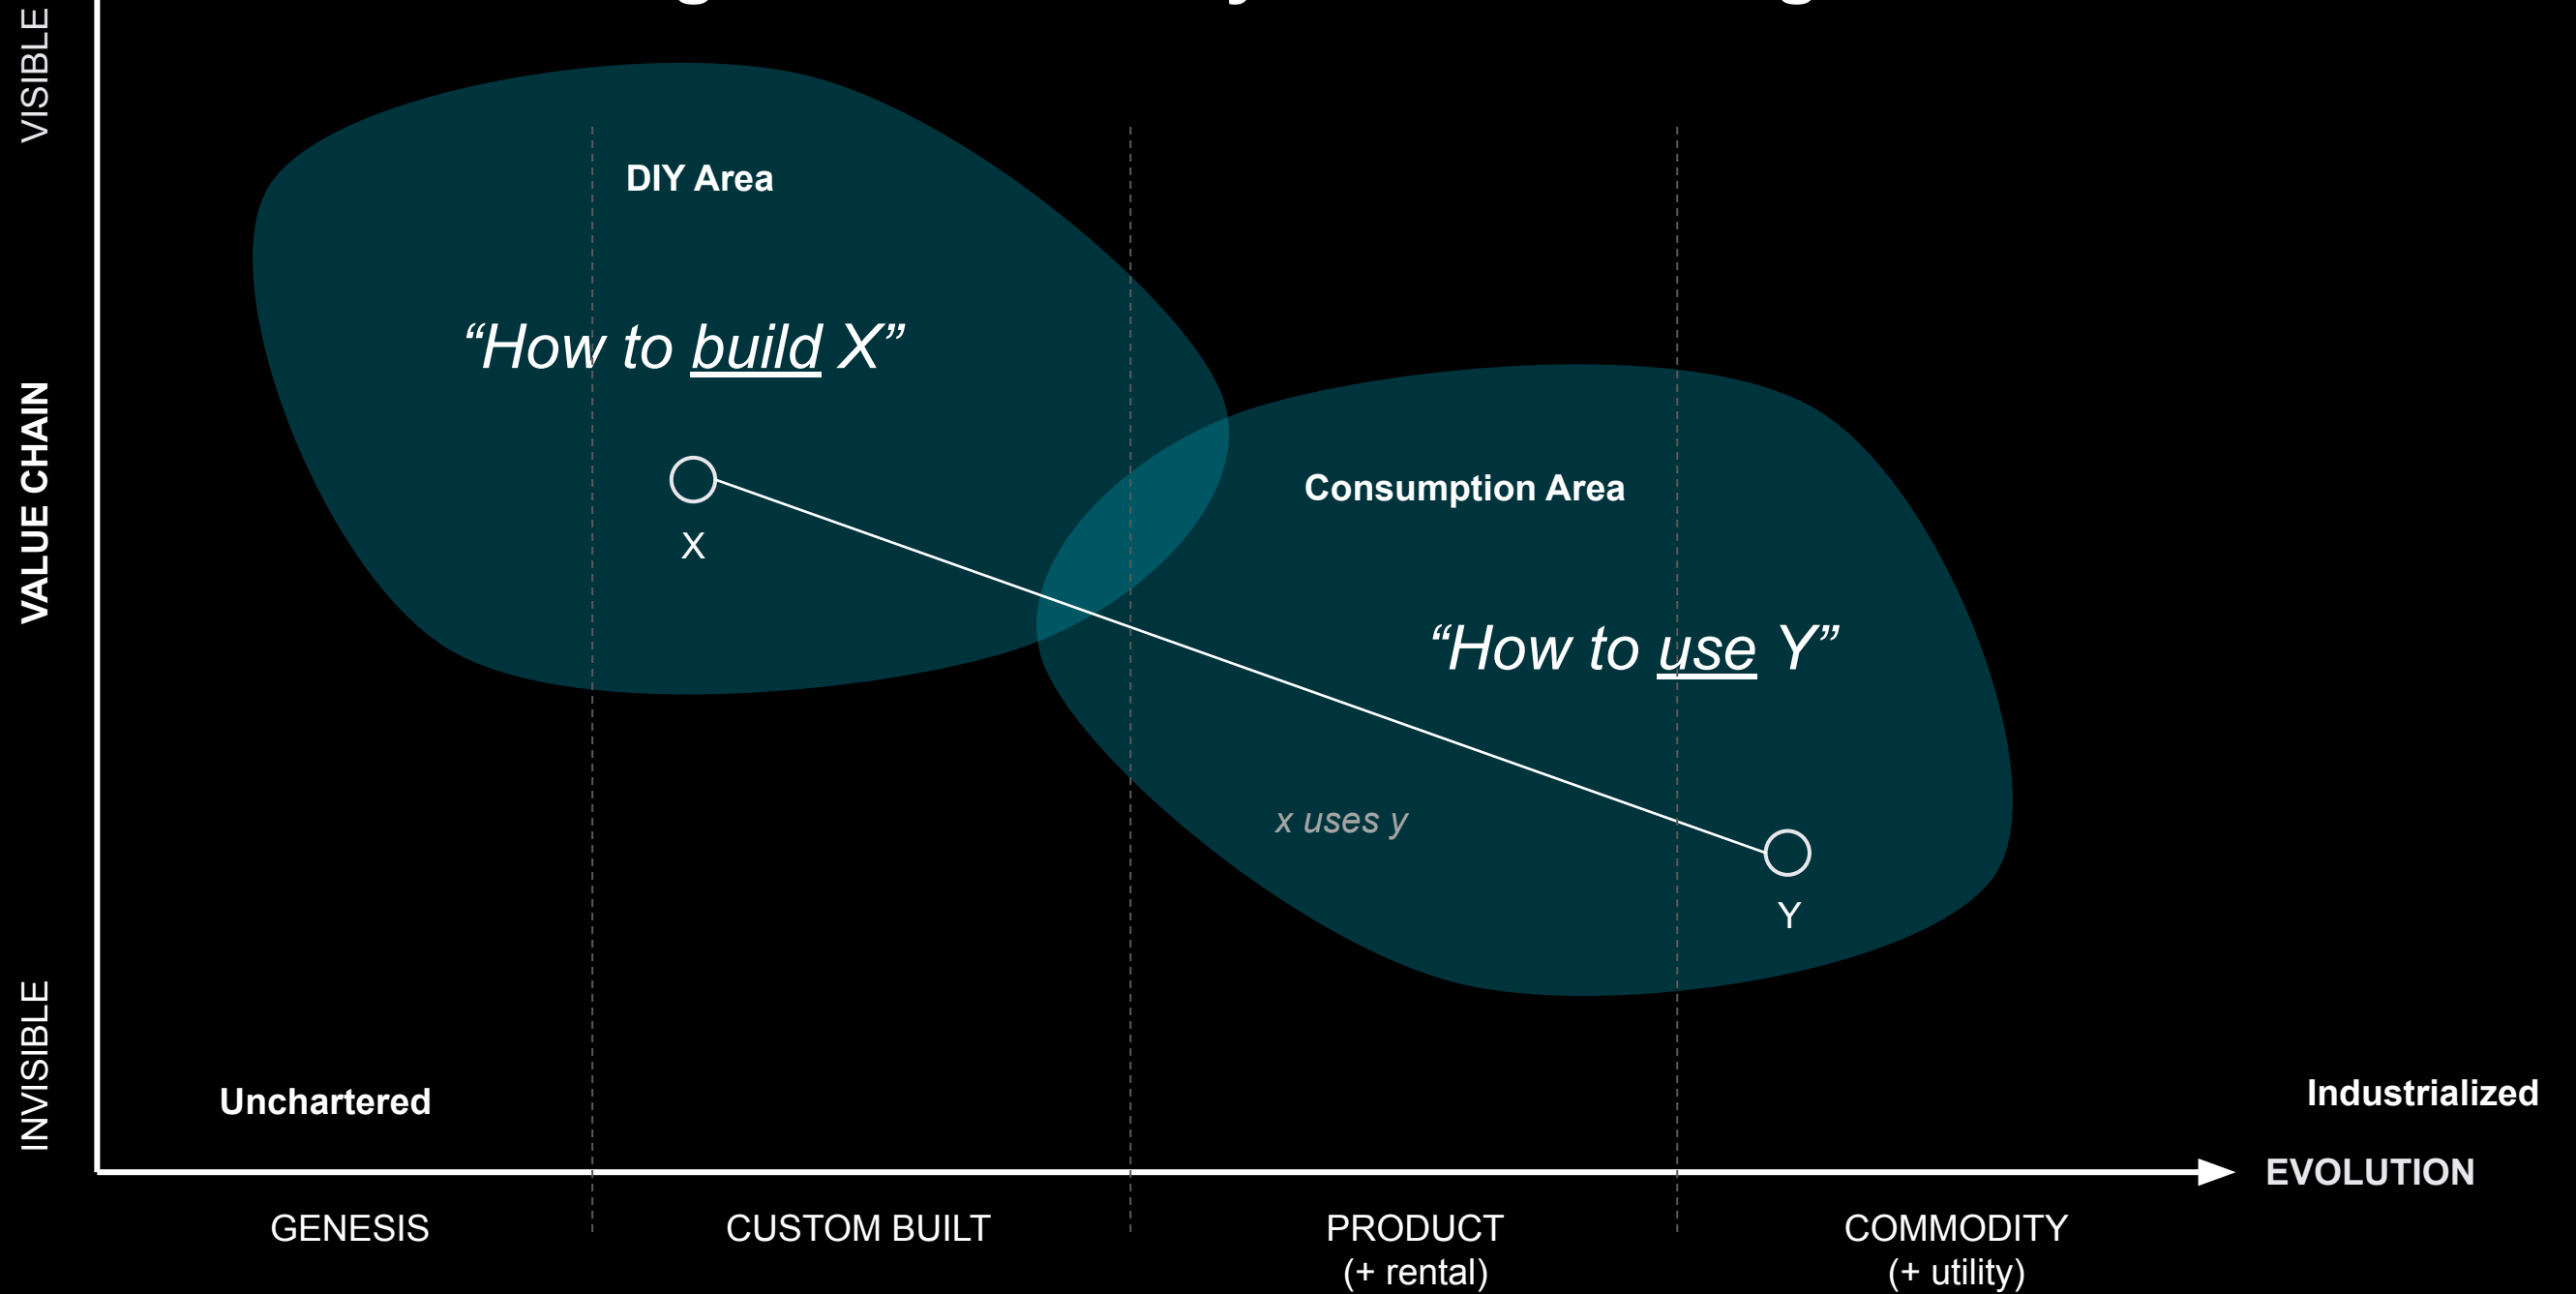 VISIBLE
DIY Area
“How to build X”
X
VALUE CHAIN
Consumption Area
“How to use Y”
x uses y
Y
INVISIBLE
Unchartered
Industrialized
EVOLUTION
GENESIS
CUSTOM BUILT
PRODUCT
(+ rental)
COMMODITY
(+ utility)